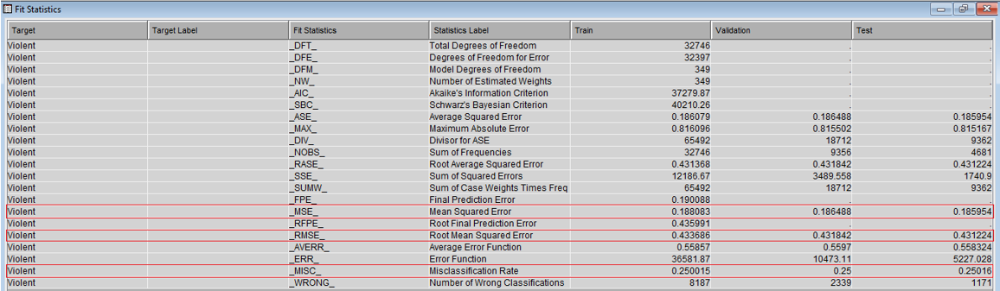 Fit Statistics
Target Target Label Fit Statistics Statistics Label Train Validation Test
Violent _DFT_ Total Degrees of Freedom 32746 . .
Violent _DFE_ Degrees of Freedom for Error 32397 . .
Violent _DFM_ Model Degrees of Freedom 349 . .
Violent _NW_ Number of Estimated Weights 349 . .
Violent _AIC_ Akaike's Information Criterion 37279.87 . .
Violent _SBC_ Schwarz's Bayesian Criterion 40210.26 . .
Violent _ASE_ Average Squared Error 0.186079 0.186488 0.185954
Violent _MAX_ Maximum Absolute Error 0.816096 0.815502 0.815167
Violent _DIV_ Divisor for ASE 65492 18712 9362
Violent _NOBS_ Sum of Frequencies 32746 9356 4681
Violent _RASE_ Root Average Squared Error 0.431368 0.431842 0.431224
Violent _SSE_ Sum of Squared Errors 12186.67 3489.558 1740.9
Violent _SUMW_ Sum of Case Weights Times Freq 65492 18712 9362
Violent _FPE_ Final Prediction Error 0.190088 . .
Violent _MSE_ Mean Squared Error 0.188083 0.186488 0.185954
Violent _RFPE_ Root Final Prediction Error 0.435991 . .
Violent _RMSE_ Root Mean Squared Error 0.433686 0.431842 0.431224
Violent _AVERR_ Average Error Function 0.55857 0.5597 0.558324
Violent _ERR_ Error Function 36581.87 10473.11 5227.028
Violent _MISC_ Misclassification Rate 0.250015 0.25 0.25016
Violent _WRONG_ Number of Wrong Classifications 8187 2339 1171